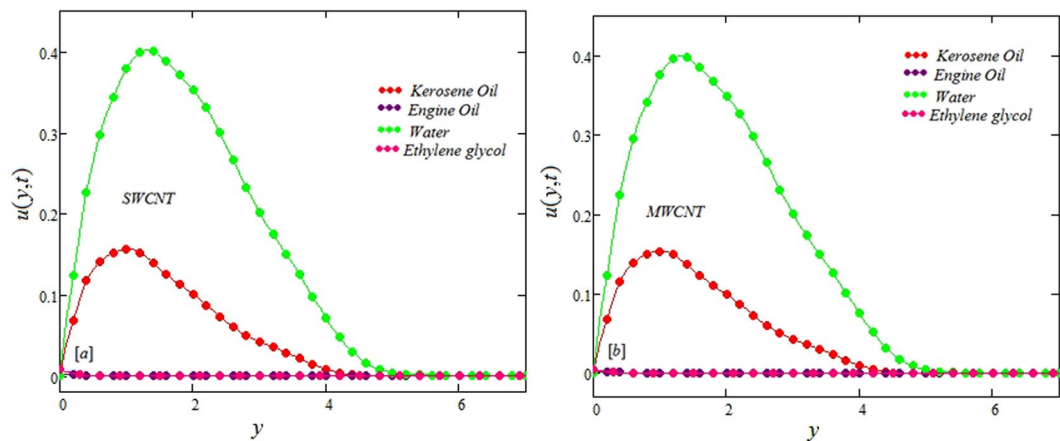 0.4
0.3
0.2
0.1
0
u(y,t)
Kerosene Oil
Engine Oil
Water
Ethylene glycol
SWCNT
[a]
0 2 4 6
y
0.4
0.3
0.2
0.1
0
u(y,t)
Kerosene Oil
Engine Oil
Water
Ethylene glycol
MWCNT
[b]
0 2 4 6
y